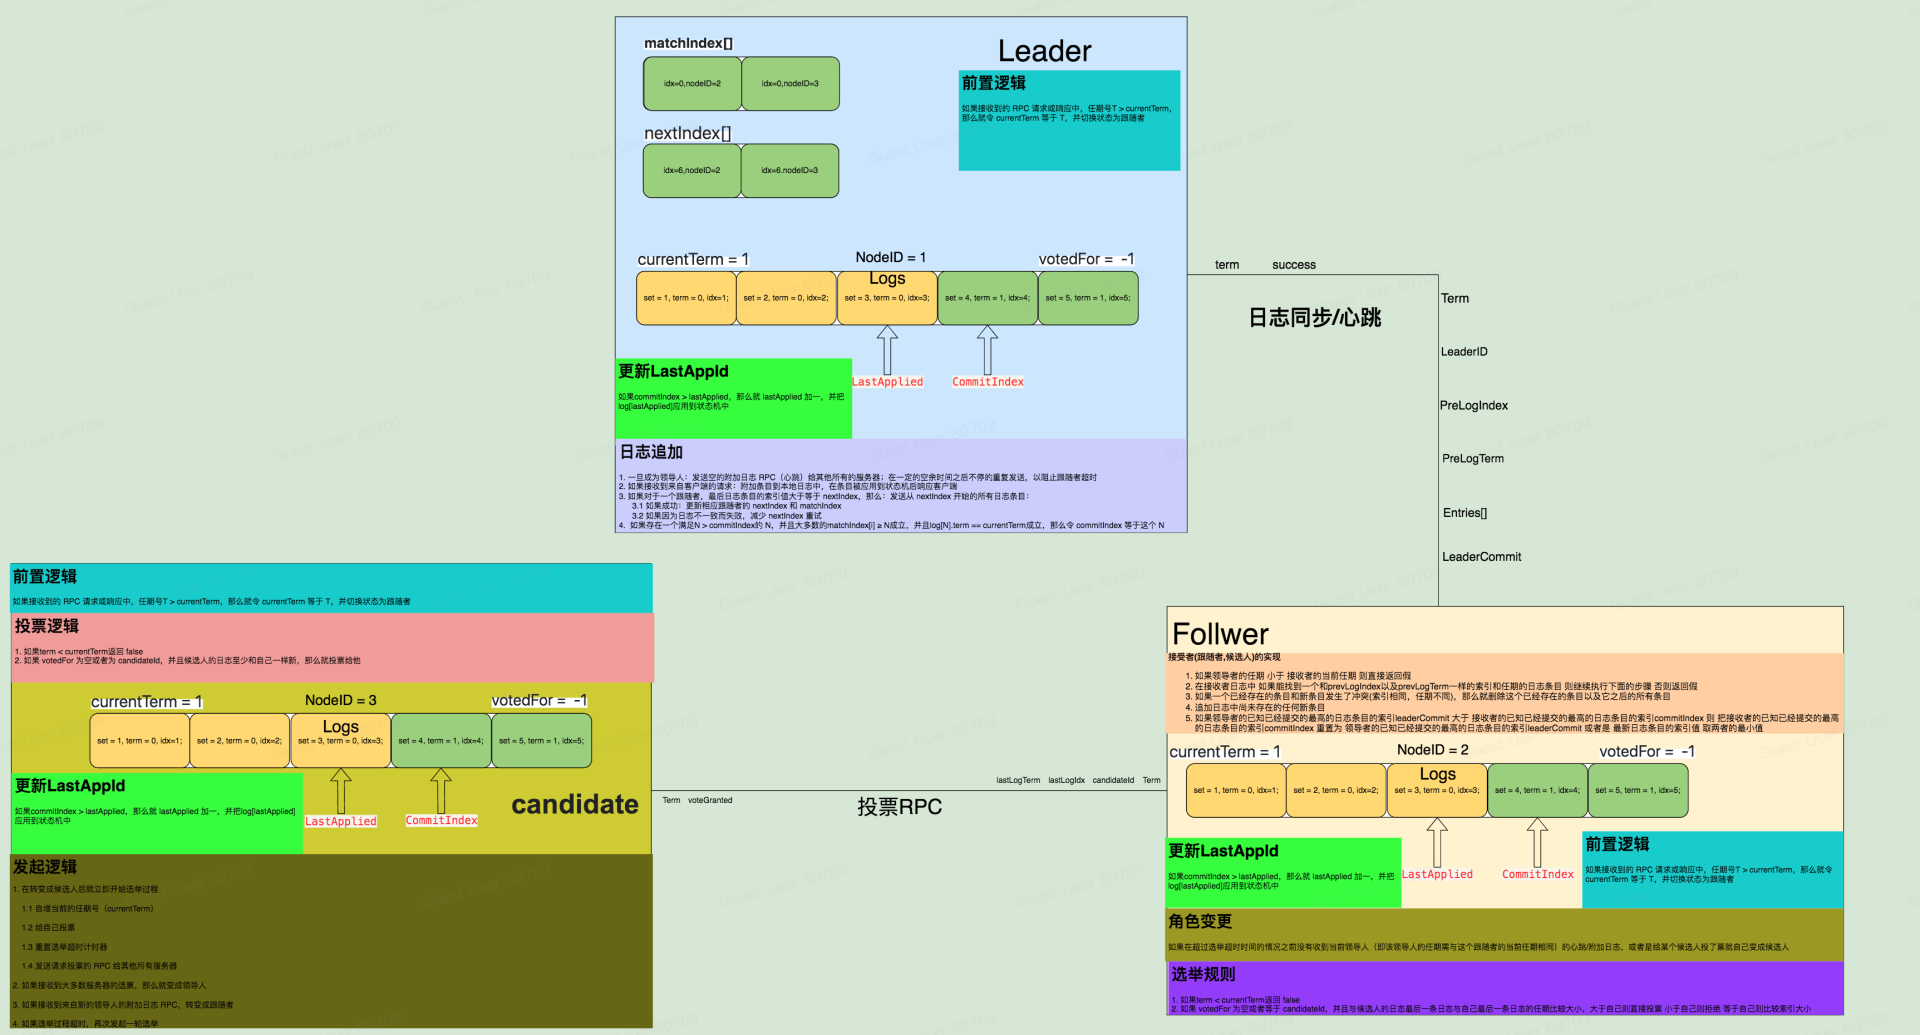 matchIndex[]
idx=0,nodeID=2
idx=0,nodeID=3
nextIndex[]
idx=6,nodeID=2
idx=6.nodeID=3
Leader
前置逻辑
如果接收到的 RPC 请求或响应中，任期号T > currentTerm，
那么就令 currentTerm 等于 T，并切换状态为跟随者
currentTerm = 1
NodeID = 1
votedFor = -1
Logs
set = 1, term = 0, idx=1;
set = 2, term = 0, idx=2;
set = 3, term = 0, idx=3;
set = 4, term = 1, idx=4;
set = 5, term = 1, idx=5;
LastApplied
CommitIndex
更新LastAppId
如果commitIndex > lastApplied，那么就 lastApplied 加一，并把
log[lastApplied]应用到状态机中
日志追加
1. 一旦成为领导人：发送空的附加日志 RPC（心跳）给其他所有的服务器；在一定的空余时间之后不停的重复发送，以阻止跟随者超时
2. 如果接收到来自客户端的请求：附加条目到本地日志中，在条目被应用到状态机后响应客户端
3. 如果对于一个跟随者，最后日志条目的索引值大于等于 nextIndex，那么：发送从 nextIndex 开始的所有日志条目：
3.1 如果成功：更新相应跟随者的 nextIndex 和 matchIndex
3.2 如果因为日志不一致而失败，减少 nextIndex 重试
4. 如果存在一个满足N > commitIndex的 N，并且大多数的matchIndex[i] ≥ N成立，并且log[N].term == currentTerm成立，那么令 commitIndex 等于这个 N
term
success
日志同步/心跳
Term
LeaderID
PreLogIndex
PreLogTerm
Entries[]
LeaderCommit
前置逻辑
如果接收到的 RPC 请求或响应中，任期号T > currentTerm，那么就令 currentTerm 等于 T，并切换状态为跟随者
投票逻辑
1. 如果term < currentTerm返回 false
2. 如果 votedFor 为空或者为 candidateId，并且候选人的日志至少和自己一样新，那么就投票给他
currentTerm = 1
NodeID = 3
votedFor = -1
Logs
set = 1, term = 0, idx=1;
set = 2, term = 0, idx=2;
set = 3, term = 0, idx=3;
set = 4, term = 1, idx=4;
set = 5, term = 1, idx=5;
更新LastAppId
如果commitIndex > lastApplied，那么就 lastApplied 加一，并把log[lastApplied]
应用到状态机中
LastApplied
CommitIndex
candidate
发起逻辑
1. 在转变成候选人后就立即开始选举过程
1.1 自增当前的任期号（currentTerm）
1.2 给自己投票
1.3 重置选举超时计时器
1.4 发送请求投票的 RPC 给其他所有服务器
2. 如果接收到大多数服务器的选票，那么就变成领导人
3. 如果接收到来自新的领导人的附加日志 RPC，转变成跟随者
4. 如果选举过程超时，再次发起一轮选举
Term
voteGranted
投票RPC
lastLogTerm
lastLogIdx
candidateId
Term
Follwer
接受者(跟随者,候选人)的实现
1. 如果领导者的任期 小于 接收者的当前任期 则直接返回假
2. 在接收者日志中 如果能找到一个和prevLogIndex以及prevLogTerm一样的索引和任期的日志条目 则继续执行下面的步骤 否则返回假
3. 如果一个已经存在的条目和新条目发生了冲突(索引相同，任期不同)，那么就删除这个已经存在的条目以及它之后的所有条目
4. 追加日志中尚未存在的任何新条目
5. 如果领导者的已知已经提交的最高的日志条目的索引leaderCommit 大于 接收者的已知已经提交的最高的日志条目的索引commitIndex 则 把接收者的已知已经提交的最高
的日志条目的索引commitIndex 重置为 领导者的已知已经提交的最高的日志条目的索引leaderCommit 或者是 最新日志条目的索引值 取两者的最小值
currentTerm = 1
NodeID = 2
votedFor = -1
Logs
set = 1, term = 0, idx=1;
set = 2, term = 0, idx=2;
set = 3, term = 0, idx=3;
set = 4, term = 1, idx=4;
set = 5, term = 1, idx=5;
更新LastAppId
如果commitIndex > lastApplied，那么就 lastApplied 加一，并把
log[lastApplied]应用到状态机中
LastApplied
CommitIndex
前置逻辑
如果接收到的 RPC 请求或响应中，任期号T > currentTerm，那么就令
currentTerm 等于 T，并切换状态为跟随者
角色变更
如果在超过选举超时时间的情况之前没有收到当前领导人（即该领导人的任期需与这个跟随者的当前任期相同）的心跳/附加日志，或者是给某个候选人投了票就自己变成候选人
选举规则
1. 如果term < currentTerm返回 false
2. 如果 votedFor 为空或者等于 candidateId，并且与候选人的日志最后一条日志与自己最后一条日志的任期比较大小，大于自己则直接投票 小于自己则拒绝 等于自己则比较索引大小
Guest User 80709